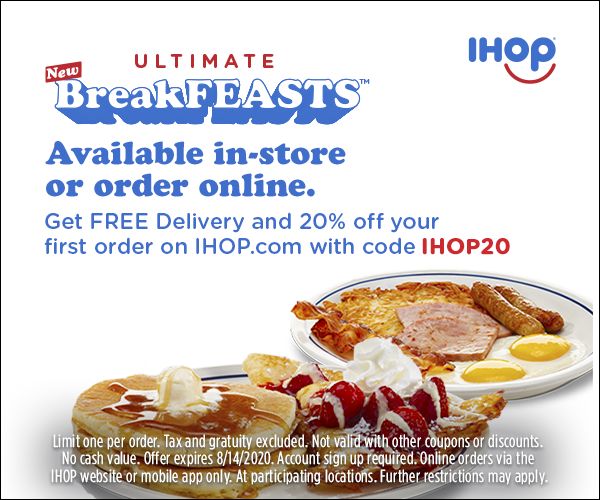 IHOP
ULTIMATE
New
BreakFEASTS™
Available in-store
or order online.
Get FREE Delivery and 20% off your
first order on IHOP.com with code IHOP20
Limit one per order. Tax and gratuity excluded. Not valid with other coupons or discounts.
No cash value. Offer expires 8/14/2020. Account sign up required. Online orders via the
IHOP website or mobile app only. At participating locations. Further restrictions may apply.